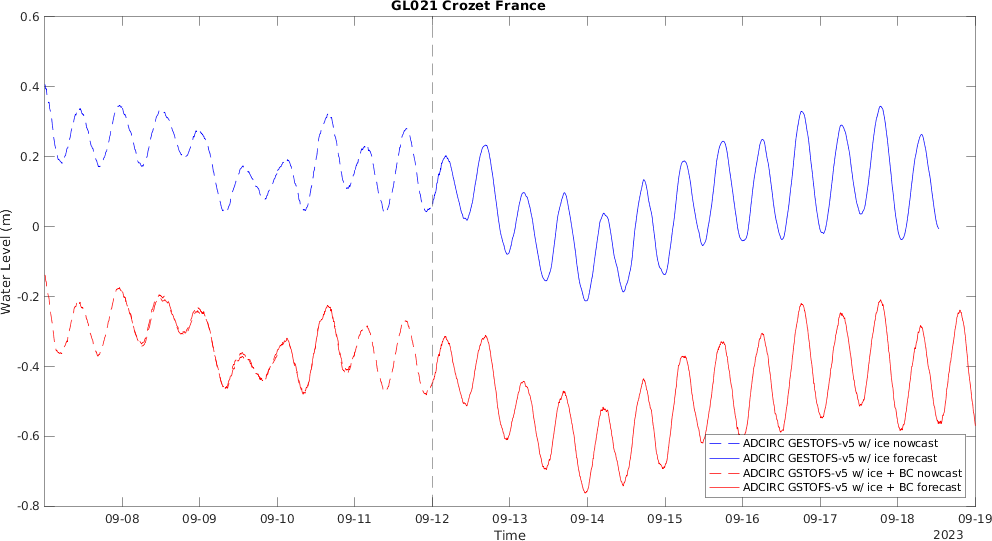 GL021 Crozet France
0.6
0.4
0.2
0
-0.2
-0.4
-0.6
-0.8
Water Level (m)
ADCIRC GESTOFS-v5 w/ ice nowcast
ADCIRC GESTOFS-v5 w/ ice forecast
ADCIRC GSTOFS-v5 w/ ice + BC nowcast
ADCIRC GSTOFS-v5 w/ ice + BC forecast
09-08 09-09 09-10 09-11 09-12 09-13 09-14 09-15 09-16 09-17 09-18 09-19
Time
2023